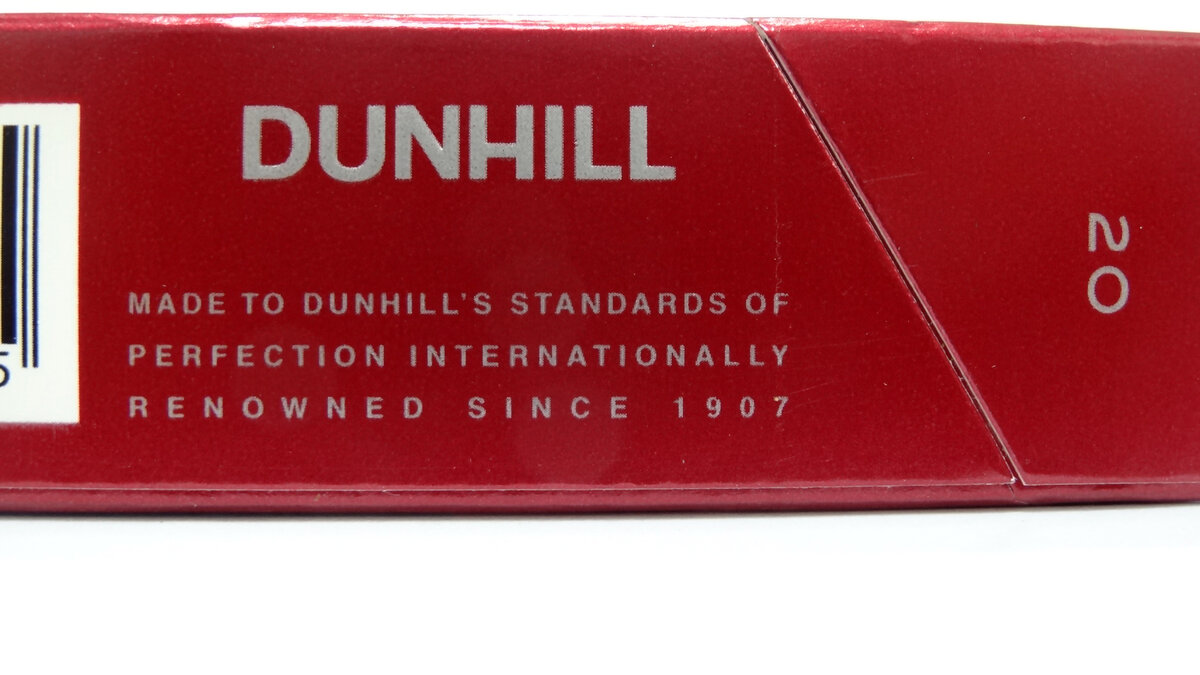 DUNHILL
MADE TO DUNHILL'S STANDARDS OF
PERFECTION INTERNATIONALLY
RENOWNED SINCE 1907
20